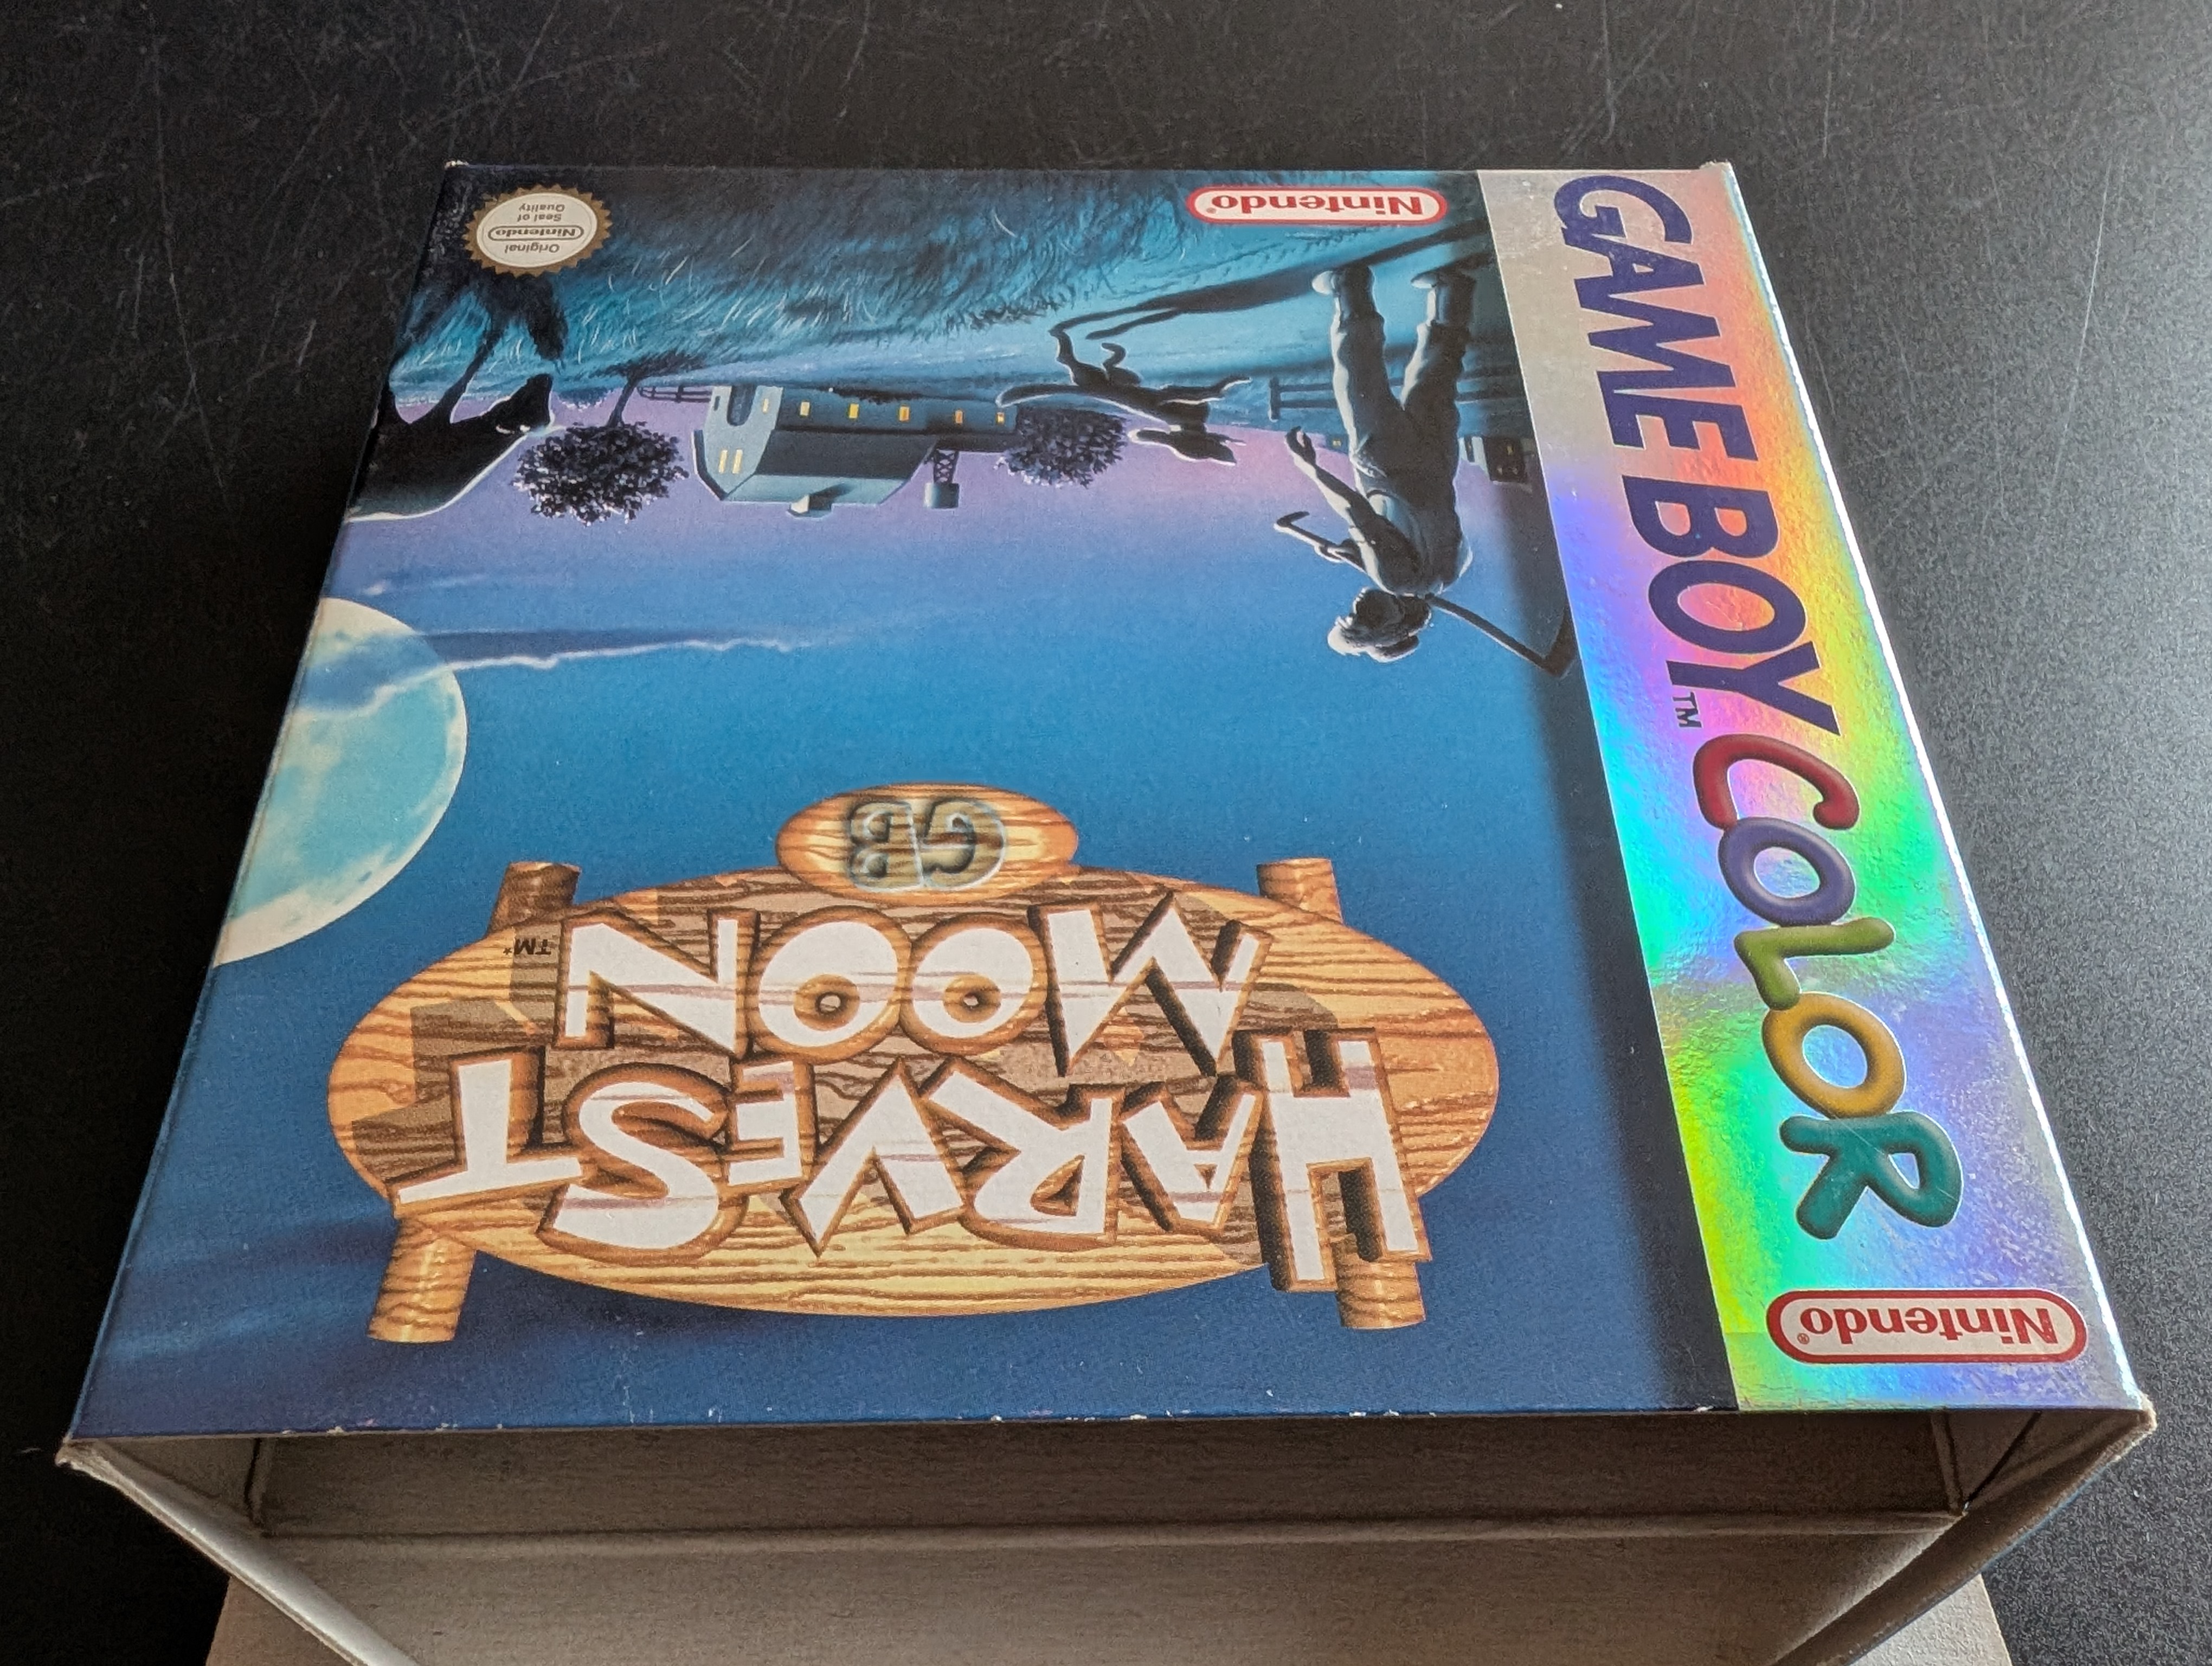 GAME BOY™ COLOR
Nintendo®
HARVEST
MOON™*
GB
Nintendo®
Original
Nintendo
Seal of
Quality